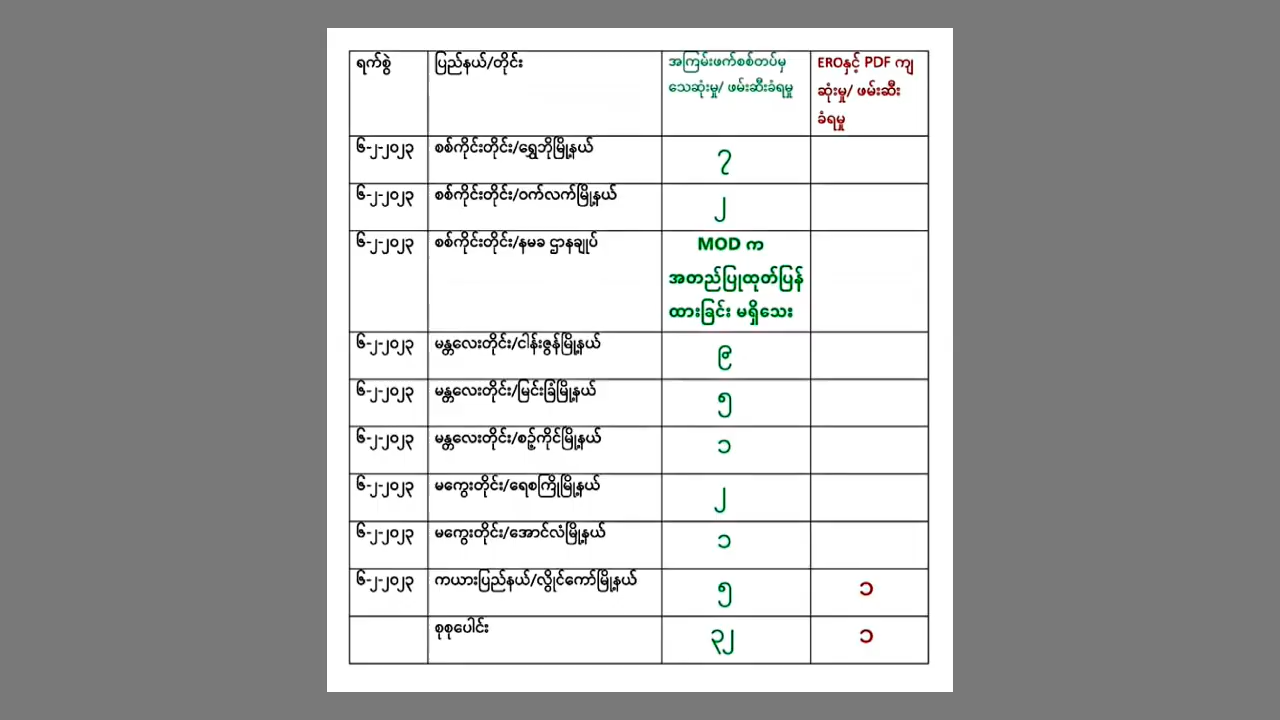 ရက်စွဲ ပြည်နယ်/တိုင်း အကြမ်းဖက်စစ်တပ်မှ EROနှင့် PDF ကျ
သေဆုံးမှု/ ဖမ်းဆီးခံရမှု ဆုံးမှု/ ဖမ်းဆီး
ခံရမှု
၆-၂-၂၀၂၃ စစ်ကိုင်းတိုင်း/ရွှေဘိုမြို့နယ် ၇
၆-၂-၂၀၂၃ စစ်ကိုင်းတိုင်း/ဝက်လက်မြို့နယ် ၂
၆-၂-၂၀၂၃ စစ်ကိုင်းတိုင်း/နမခ ဌာနချုပ် MOD က
အတည်ပြုထုတ်ပြန်
ထားခြင်း မရှိသေး
၆-၂-၂၀၂၃ မန္တလေးတိုင်း/ငါန်းဇွန်မြို့နယ် ၉
၆-၂-၂၀၂၃ မန္တလေးတိုင်း/မြင်းခြံမြို့နယ် ၅
၆-၂-၂၀၂၃ မန္တလေးတိုင်း/စဥ့်ကိုင်မြို့နယ် ၁
၆-၂-၂၀၂၃ မကွေးတိုင်း/ရေစကြိုမြို့နယ် ၂
၆-၂-၂၀၂၃ မကွေးတိုင်း/အောင်လံမြို့နယ် ၁
၆-၂-၂၀၂၃ ကယားပြည်နယ်/လွိုင်ကော်မြို့နယ် ၅ ၁
စုစုပေါင်း ၃၂ ၁